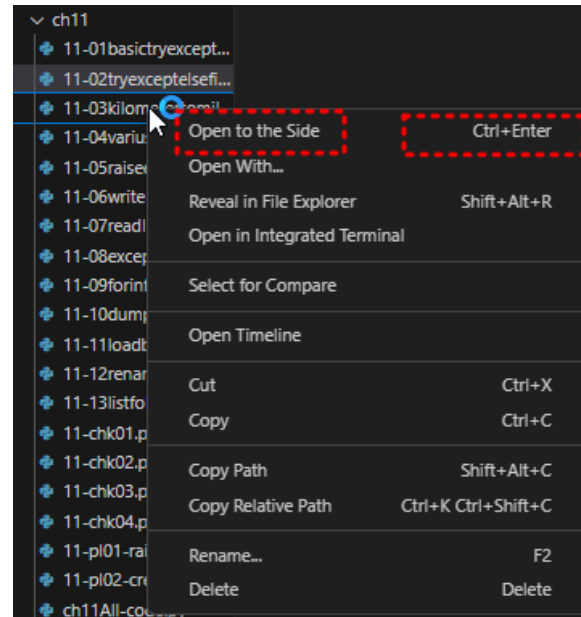 ch11
11-01basictryexcept...
11-02tryexceptelsefi...
11-03kilom
Open to the Side Ctrl+Enter
11-04variu
Open With...
11-05raise
Reveal in File Explorer Shift+Alt+R
11-06write
Open in Integrated Terminal
11-07readl
11-08excep
Select for Compare
11-09forin
11-10dump
Open Timeline
11-11loadb
11-12renar
Cut Ctrl+X
11-13listfo
Copy Ctrl+C
11-chk01.p
11-chk02.p
Copy Path Shift+Alt+C
11-chk03.p
Copy Relative Path Ctrl+K Ctrl+Shift+C
11-chk04.p
11-pl01-rai
Rename... F2
11-pl02-cre
Delete Delete
ch11All-code.py